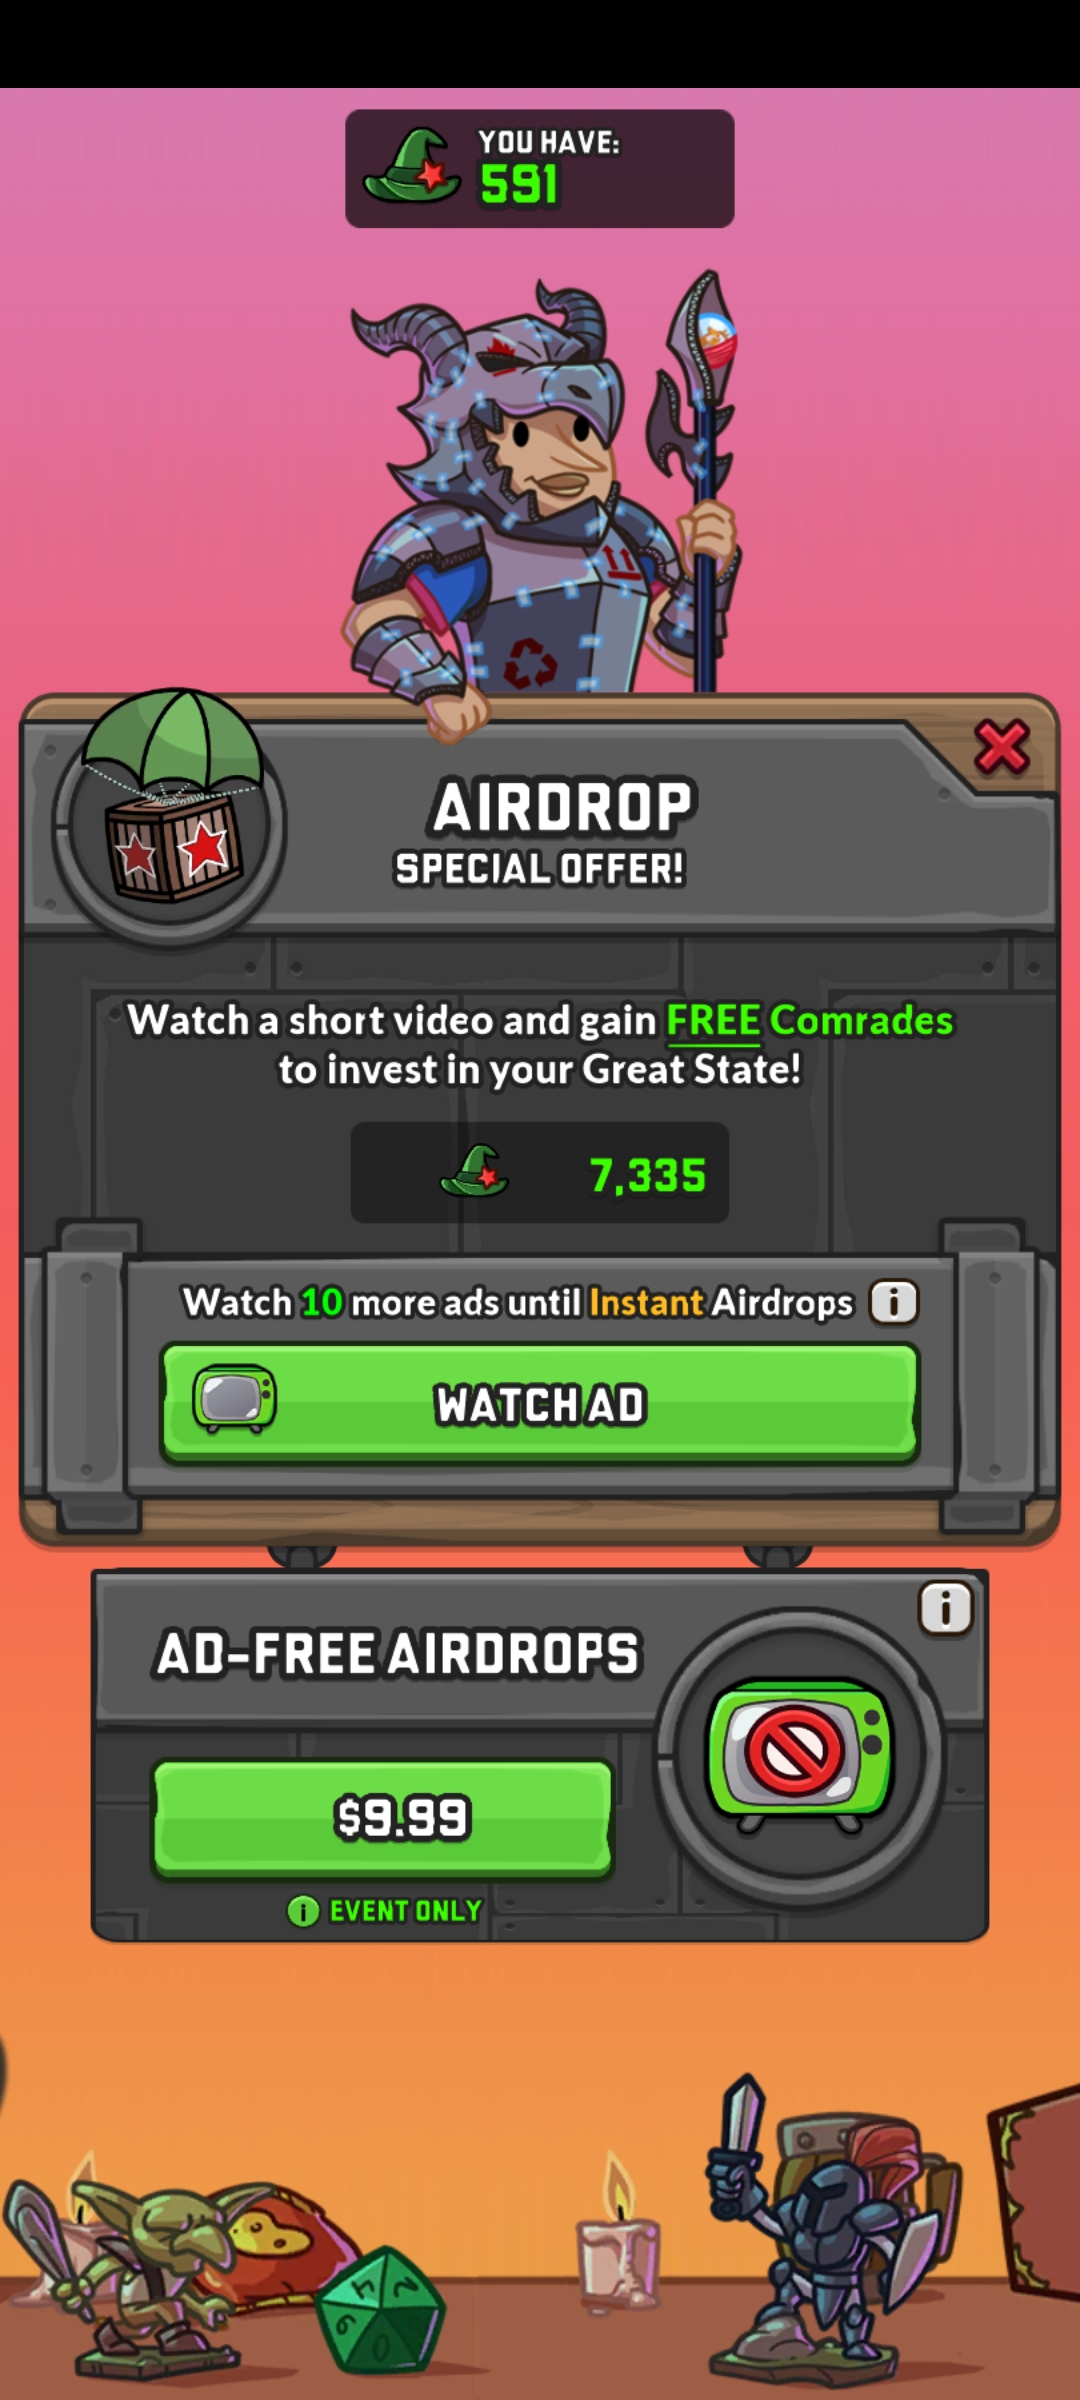 YOU HAVE:
591
AIRDROP
SPECIAL OFFER!
Watch a short video and gain FREE Comrades
to invest in your Great State!
7,335
Watch 10 more ads until Instant Airdrops i
WATCH AD
i
AD-FREE AIRDROPS
$9.99
i EVENT ONLY